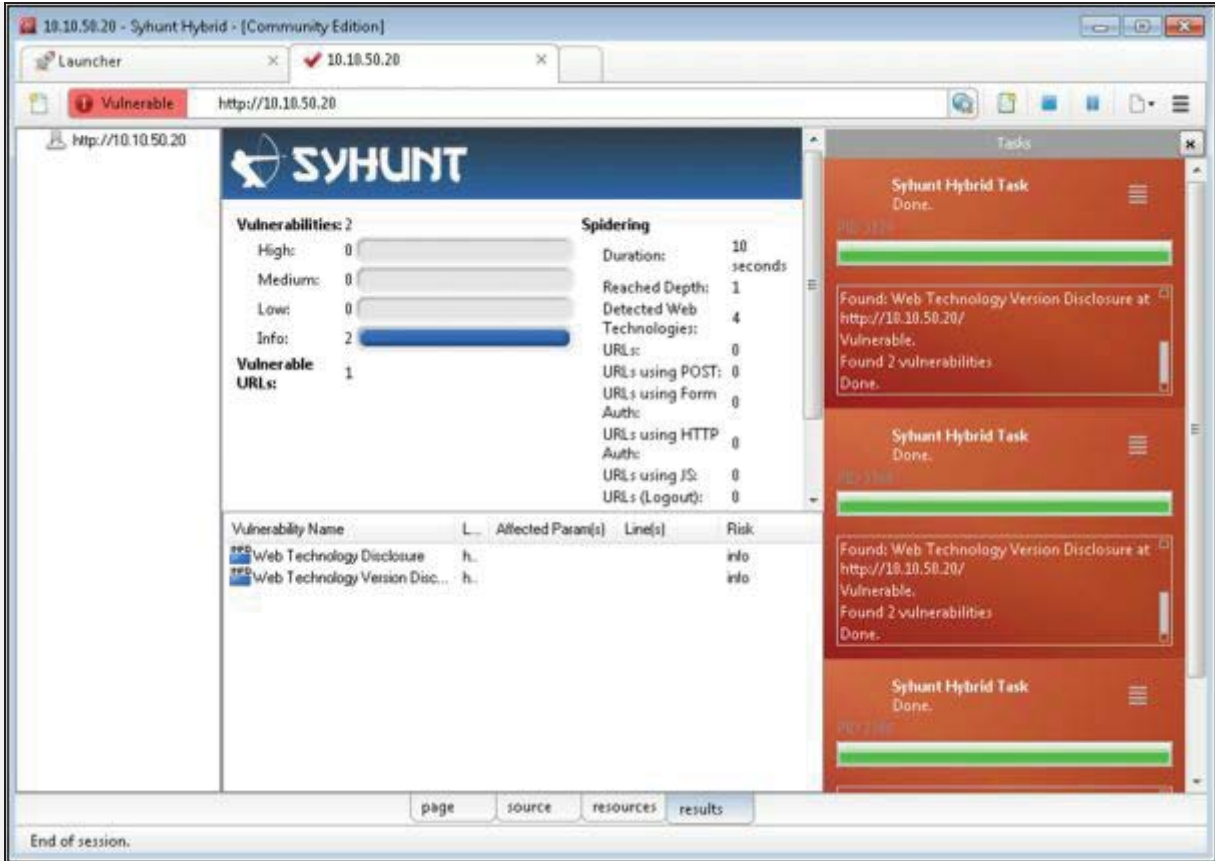 10.10.50.20 - Syhunt Hybrid - [Community Edition]
Launcher
10.10.50.20
Vulnerable
http://10.10.50.20
http://10.10.50.20
SYHUNT
Vulnerabilities: 2
High: 0
Medium: 0
Low: 0
Info: 2
Vulnerable URLs: 1
Spidering
Duration: 10 seconds
Reached Depth: 1
Detected Web Technologies: 4
URLs: 0
URLs using POST: 0
URLs using Form Auth: 0
URLs using HTTP Auth: 0
URLs using JS: 0
URLs (Logout): 0
Vulnerability Name L... Affected Param(s) Line(s) Risk
Web Technology Disclosure h.. info
Web Technology Version Disc... h.. info
Tasks
Syhunt Hybrid Task
Done.
Found: Web Technology Version Disclosure at
http://10.10.50.20/
Vulnerable.
Found 2 vulnerabilities
Done.
Syhunt Hybrid Task
Done.
Found: Web Technology Version Disclosure at
http://10.10.50.20/
Vulnerable.
Found 2 vulnerabilities
Done.
Syhunt Hybrid Task
Done.
page source resources results
End of session.